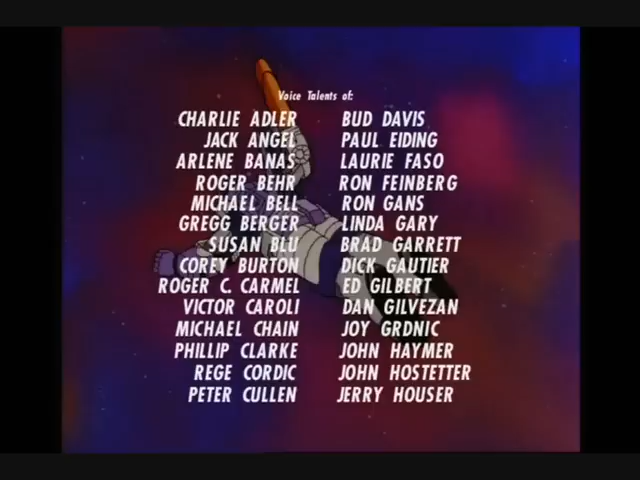 Voice Talents of:
CHARLIE ADLER BUD DAVIS
JACK ANGEL PAUL EIDING
ARLENE BANAS LAURIE FASO
ROGER BEHR RON FEINBERG
MICHAEL BELL RON GANS
GREGG BERGER LINDA GARY
SUSAN BLU BRAD GARRETT
COREY BURTON DICK GAUTIER
ROGER C. CARMEL ED GILBERT
VICTOR CAROLI DAN GILVEZAN
MICHAEL CHAIN JOY GRDNIC
PHILLIP CLARKE JOHN HAYMER
REGE CORDIC JOHN HOSTETTER
PETER CULLEN JERRY HOUSER